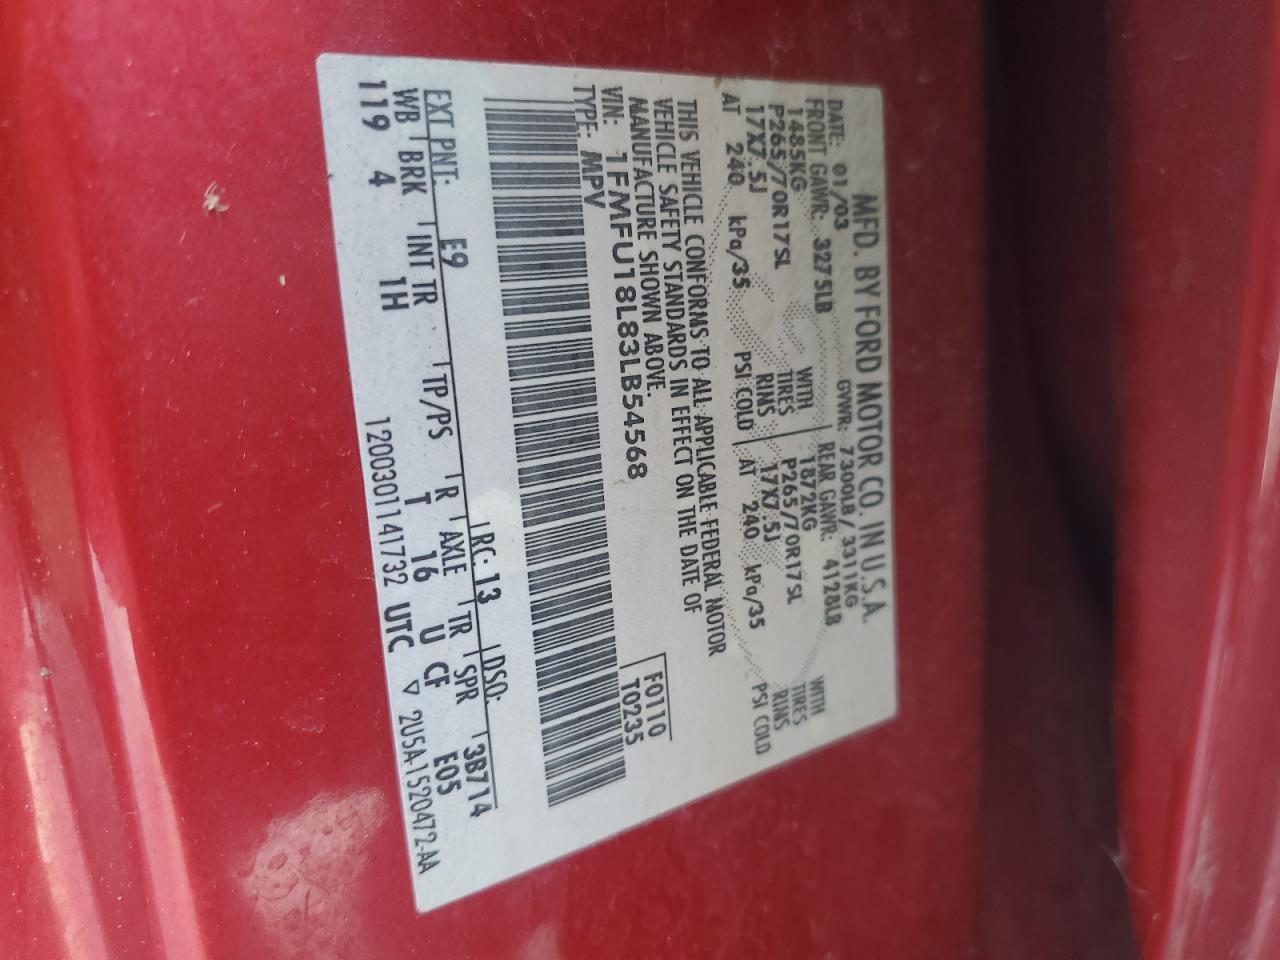 MFD. BY FORD MOTOR CO. IN U.S.A.
DATE: 01/03 GVWR: 7300LB / 3311KG
FRONT GAWR: 3275LB REAR GAWR: 4128LB
1485KG WITH 1872KG WITH
P265/70R17SL TIRES P265/70R17SL TIRES
17X7.5J RIMS 17X7.5J RIMS
AT 240 kPa/35 PSI COLD AT 240 kPa/35 PSI COLD
THIS VEHICLE CONFORMS TO ALL APPLICABLE FEDERAL MOTOR
VEHICLE SAFETY STANDARDS IN EFFECT ON THE DATE OF
MANUFACTURE SHOWN ABOVE.
VIN: 1FMFU18L83LB54568 F0110
TYPE: MPV T0235
EXT PNT: E9 RC: 13 DSO: 3B714
WB BRK INT TR TP/PS R AXLE TR SPR
119 4 1H T 16 U CF E05
1200301141732 UTC ▽ 2U5A-1520472-AA